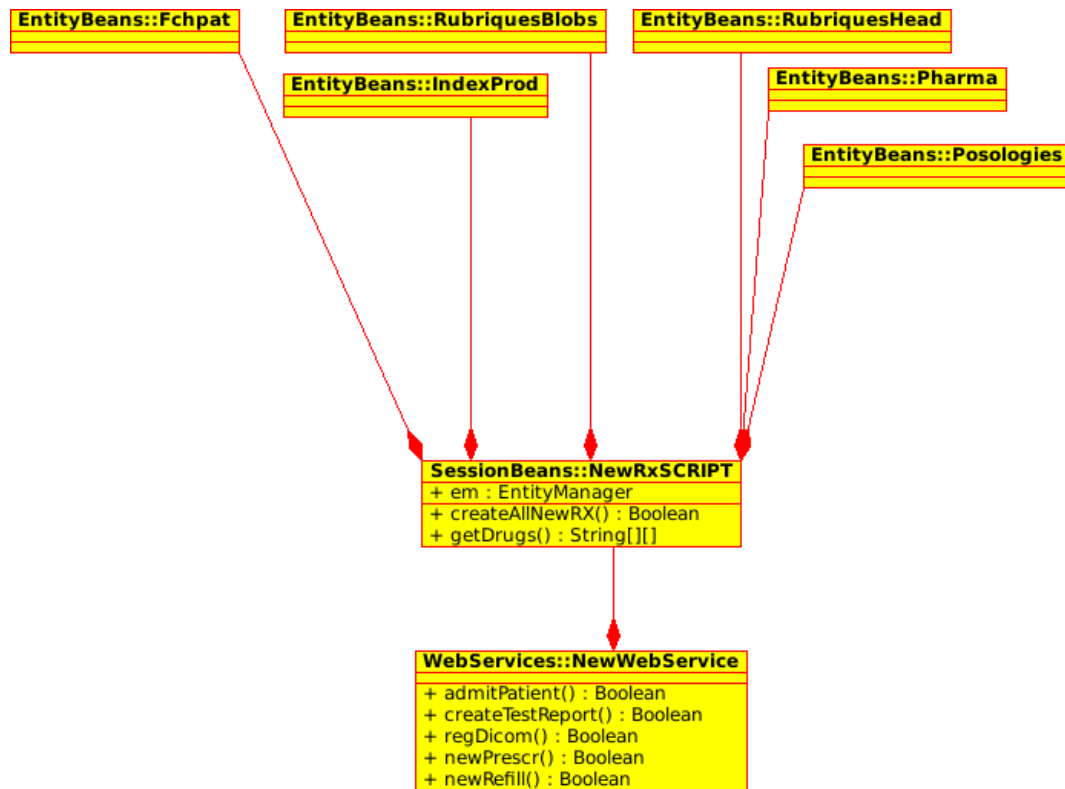 EntityBeans::Fchpat
EntityBeans::RubriquesBlobs
EntityBeans::RubriquesHead
EntityBeans::IndexProd
EntityBeans::Pharma
EntityBeans::Posologies
SessionBeans::NewRxSCRIPT
+ em : EntityManager
+ createAllNewRX() : Boolean
+ getDrugs() : String[][]
WebServices::NewWebService
+ admitPatient() : Boolean
+ createTestReport() : Boolean
+ regDicom() : Boolean
+ newPrescr() : Boolean
+ newRefill() : Boolean